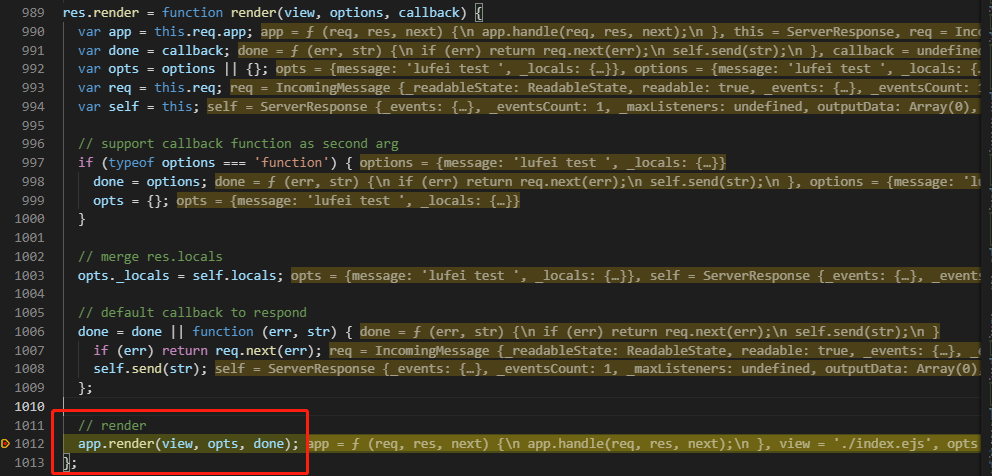 989 res.render = function render(view, options, callback) {
990 var app = this.req.app; app = ƒ (req, res, next) {\n app.handle(req, res, next);\n }, this = ServerResponse, req = Inco
991 var done = callback; done = ƒ (err, str) {\n if (err) return req.next(err);\n self.send(str);\n }, callback = undefined
992 var opts = options || {}; opts = {message: 'lufei test ', _locals: {…}}, options = {message: 'lufei test ', _locals: {…
993 var req = this.req; req = IncomingMessage {_readableState: ReadableState, readable: true, _events: {…}, _eventsCount: 1
994 var self = this; self = ServerResponse {_events: {…}, _eventsCount: 1, _maxListeners: undefined, outputData: Array(0),
995
996 // support callback function as second arg
997 if (typeof options === 'function') { options = {message: 'lufei test ', _locals: {…}}
998 done = options; done = ƒ (err, str) {\n if (err) return req.next(err);\n self.send(str);\n }, options = {message: 'lu
999 opts = {}; opts = {message: 'lufei test ', _locals: {…}}
1000 }
1001
1002 // merge res.locals
1003 opts._locals = self.locals; opts = {message: 'lufei test ', _locals: {…}}, self = ServerResponse {_events: {…}, _events
1004
1005 // default callback to respond
1006 done = done || function (err, str) { done = ƒ (err, str) {\n if (err) return req.next(err);\n self.send(str);\n }
1007 if (err) return req.next(err); req = IncomingMessage {_readableState: ReadableState, readable: true, _events: {…}, _e
1008 self.send(str); self = ServerResponse {_events: {…}, _eventsCount: 1, _maxListeners: undefined, outputData: Array(0)
1009 };
1010
1011 // render
1012 app.render(view, opts, done); app = ƒ (req, res, next) {\n app.handle(req, res, next);\n }, view = './index.ejs', opts
1013 };